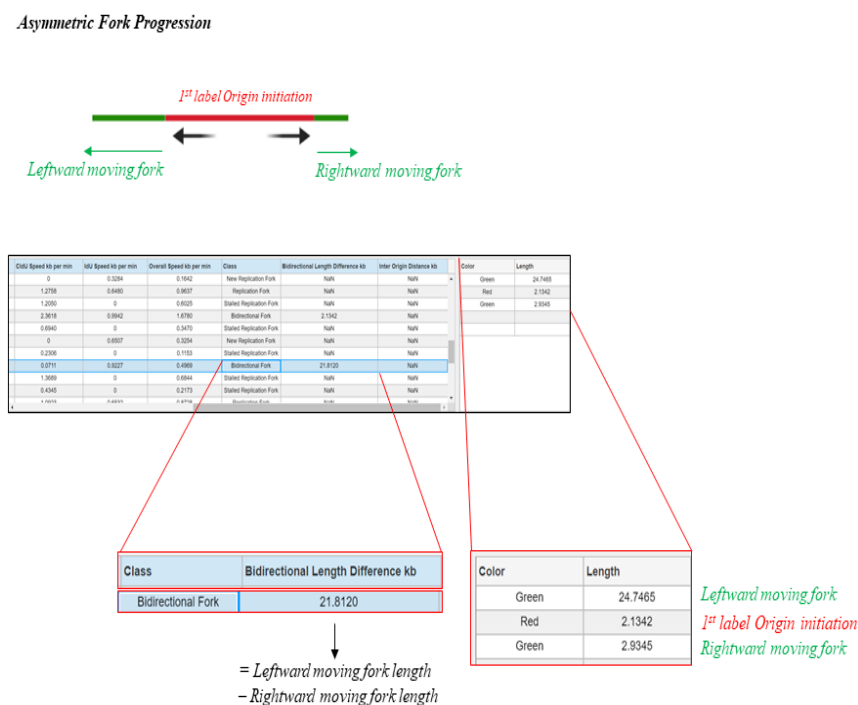 Asymmetric Fork Progression
1st label Origin initiation
Leftward moving fork
Rightward moving fork
CldU Speed kb per min IdU Speed kb per min Overall Speed kb per min Class Bidirectional Length Difference kb Inter Origin Distance kb Color Length
0 0.3284 0.1642 New Replication Fork NaN NaN Green 24.7465
1.2758 0.6480 0.9637 Replication Fork NaN NaN Red 2.1342
1.2050 0 0.6025 Stalled Replication Fork NaN NaN Green 2.9345
2.3618 0.9942 1.6780 Bidirectional Fork 2.1342 NaN
0.6940 0 0.3470 Stalled Replication Fork NaN NaN
0 0.6507 0.3254 New Replication Fork NaN NaN
0.2306 0 0.1153 Stalled Replication Fork NaN NaN
0.0711 0.9227 0.4969 Bidirectional Fork 21.8120 NaN
1.3689 0 0.6844 Stalled Replication Fork NaN NaN
0.4345 0 0.2173 Stalled Replication Fork NaN NaN
Replication Fork NaN NaN
Class Bidirectional Length Difference kb
Bidirectional Fork 21.8120
= Leftward moving fork length
– Rightward moving fork length
Color Length
Green 24.7465 Leftward moving fork
Red 2.1342 1st label Origin initiation
Green 2.9345 Rightward moving fork